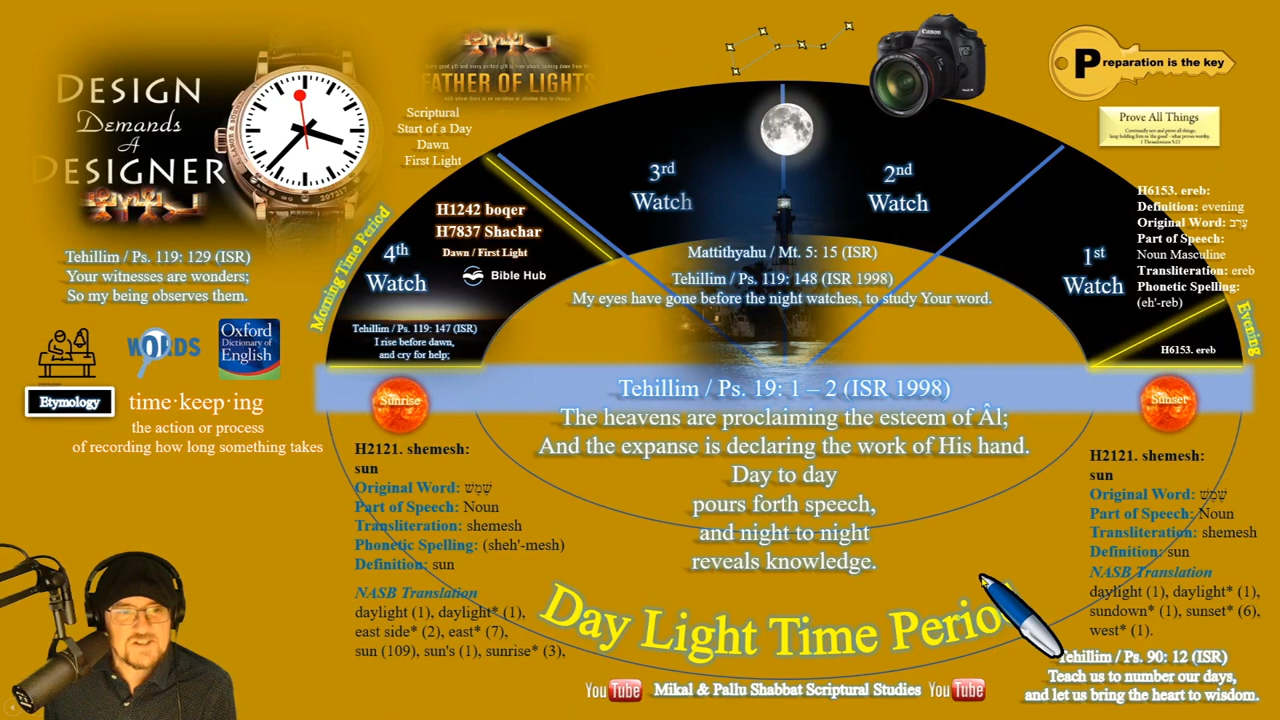 DESIGN
Demands
A
DESIGNER
Tehillim / Ps. 119: 129 (ISR)
Your witnesses are wonders;
So my being observes them.
WORDS
Oxford
Dictionary of
English
Etymology
time·keep·ing
the action or process
of recording how long something takes
FATHER OF LIGHTS
Scriptural
Start of a Day
Dawn
First Light
Morning Time Period
H1242 boqer
H7837 Shachar
Dawn / First Light
Bible Hub
4th
Watch
Tehillim / Ps. 119: 147 (ISR)
I rise before dawn,
and cry for help;
3rd
Watch
2nd
Watch
Canon
Mattithyahu / Mt. 5: 15 (ISR)
Tehillim / Ps. 119: 148 (ISR 1998)
My eyes have gone before the night watches, to study Your word.
Preparation is the key
Prove All Things
1st
Watch
H6153. ereb:
Definition: evening
Original Word: עֶרֶב
Part of Speech:
Noun Masculine
Transliteration: ereb
Phonetic Spelling:
(eh'-reb)
Evening
H6153. ereb
Sunrise
Sunset
Tehillim / Ps. 19: 1 – 2 (ISR 1998)
The heavens are proclaiming the esteem of Âl;
And the expanse is declaring the work of His hand.
Day to day
pours forth speech,
and night to night
reveals knowledge.
H2121. shemesh:
sun
Original Word: שֶׁמֶשׁ
Part of Speech: Noun
Transliteration: shemesh
Phonetic Spelling: (sheh'-mesh)
Definition: sun
NASB Translation
daylight (1), daylight* (1),
east side* (2), east* (7),
sun (109), sun's (1), sunrise* (3),
H2121. shemesh:
sun
Original Word: שֶׁמֶשׁ
Part of Speech: Noun
Transliteration: shemesh
Definition: sun
NASB Translation
daylight (1), daylight* (1),
sundown* (1), sunset* (6),
west* (1).
Day Light Time Period
YouTube Mikal & Pallu Shabbat Scriptural Studies YouTube
Tehillim / Ps. 90: 12 (ISR)
Teach us to number our days,
and let us bring the heart to wisdom.